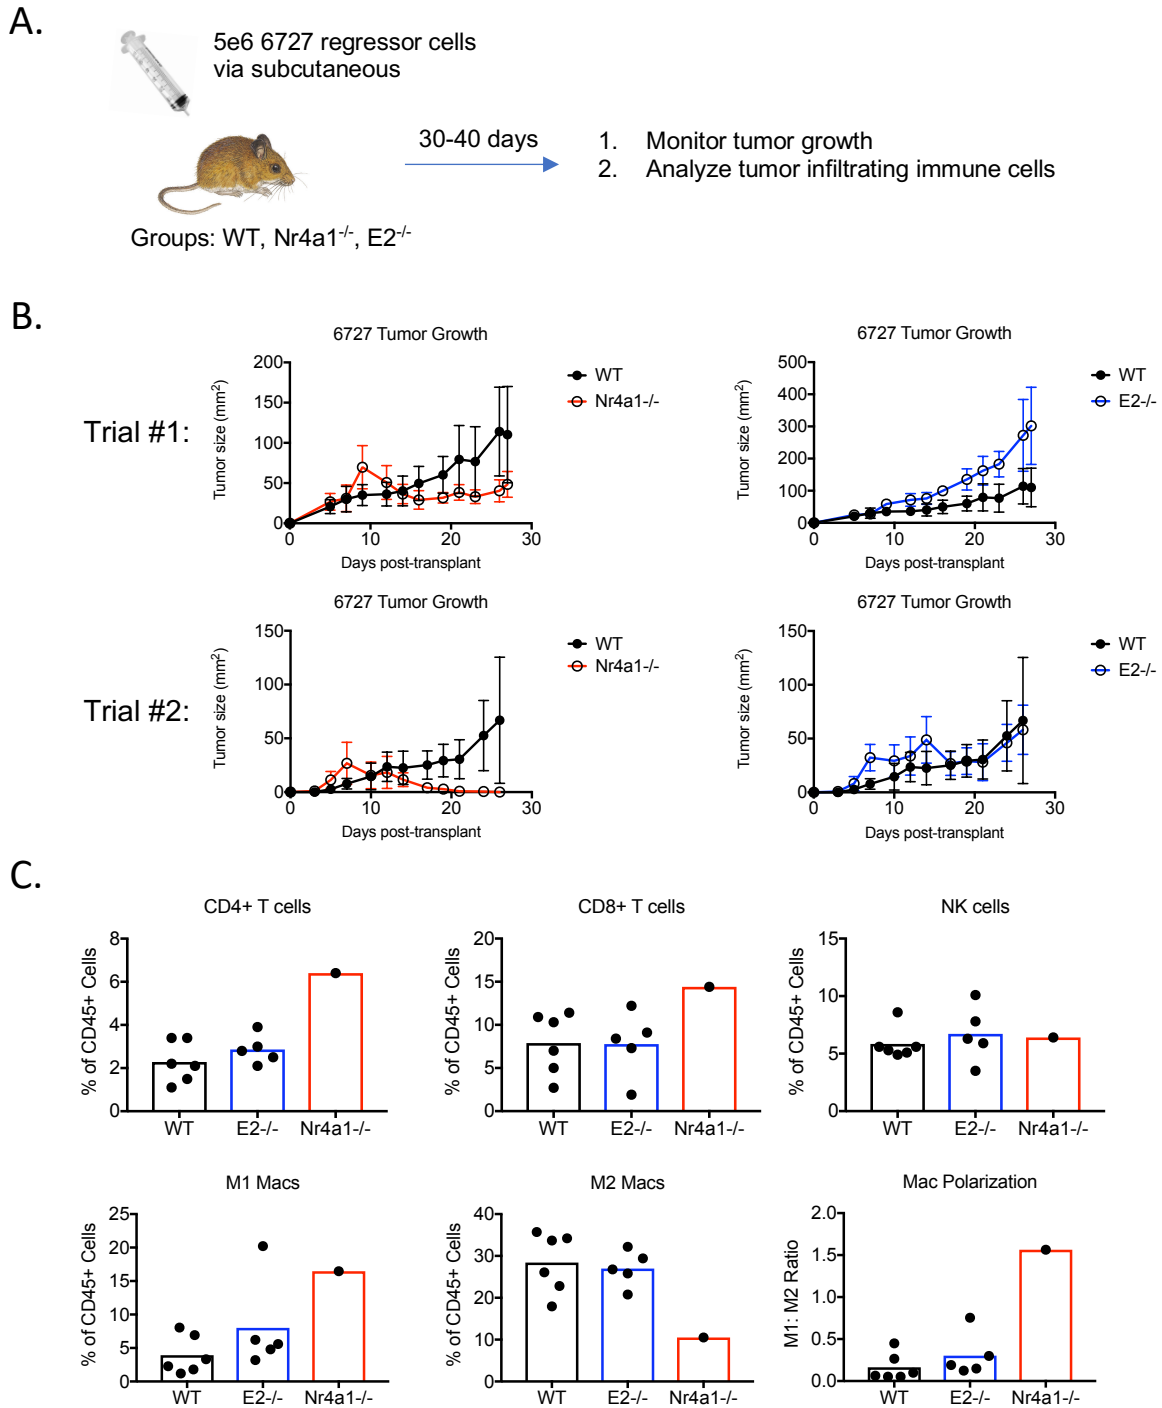 A.
5e6 6727 regressor cells
via subcutaneous
30-40 days
1. Monitor tumor growth
2. Analyze tumor infiltrating immune cells
Groups: WT, Nr4a1-/-, E2-/-
B.
Trial #1:
6727 Tumor Growth
Tumor size (mm2)
200
150
100
50
0
0 10 20 30
Days post-transplant
WT
Nr4a1-/-
6727 Tumor Growth
Tumor size (mm2)
500
400
300
200
100
0
0 10 20 30
Days post-transplant
WT
E2-/-
Trial #2:
6727 Tumor Growth
Tumor size (mm2)
150
100
50
0
0 10 20 30
Days post-transplant
WT
Nr4a1-/-
6727 Tumor Growth
Tumor size (mm2)
150
100
50
0
0 10 20 30
Days post-transplant
WT
E2-/-
C.
CD4+ T cells
% of CD45+ Cells
8
6
4
2
0
WT E2-/- Nr4a1-/-
CD8+ T cells
% of CD45+ Cells
20
15
10
5
0
WT E2-/- Nr4a1-/-
NK cells
% of CD45+ Cells
15
10
5
0
WT E2-/- Nr4a1-/-
M1 Macs
% of CD45+ Cells
25
20
15
10
5
0
WT E2-/- Nr4a1-/-
M2 Macs
% of CD45+ Cells
40
30
20
10
0
WT E2-/- Nr4a1-/-
Mac Polarization
M1: M2 Ratio
2.0
1.5
1.0
0.5
0.0
WT E2-/- Nr4a1-/-